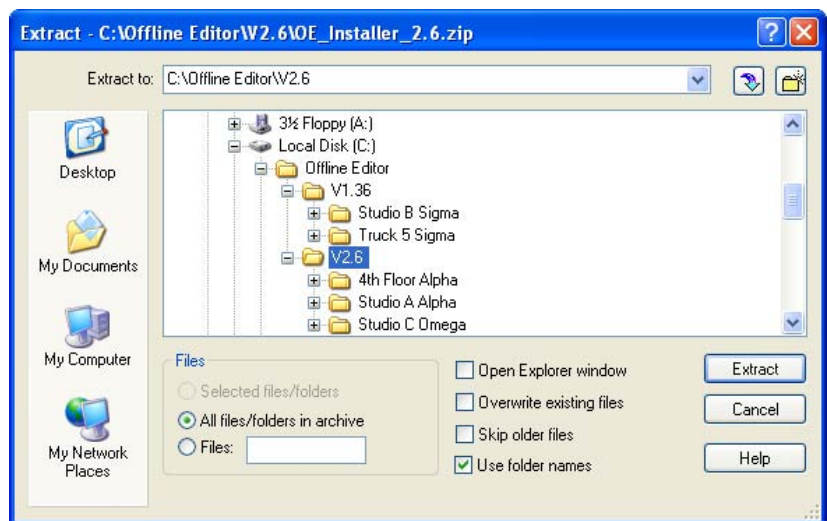 Extract - C:\Offline Editor\V2.6\OE_Installer_2.6.zip
Extract to: C:\Offline Editor\V2.6
Desktop
My Documents
My Computer
My Network
Places
3½ Floppy (A:)
Local Disk (C:)
Offline Editor
V1.36
Studio B Sigma
Truck 5 Sigma
V2.6
4th Floor Alpha
Studio A Alpha
Studio C Omega
Files
Selected files/folders
All files/folders in archive
Files:
Open Explorer window
Overwrite existing files
Skip older files
Use folder names
Extract
Cancel
Help